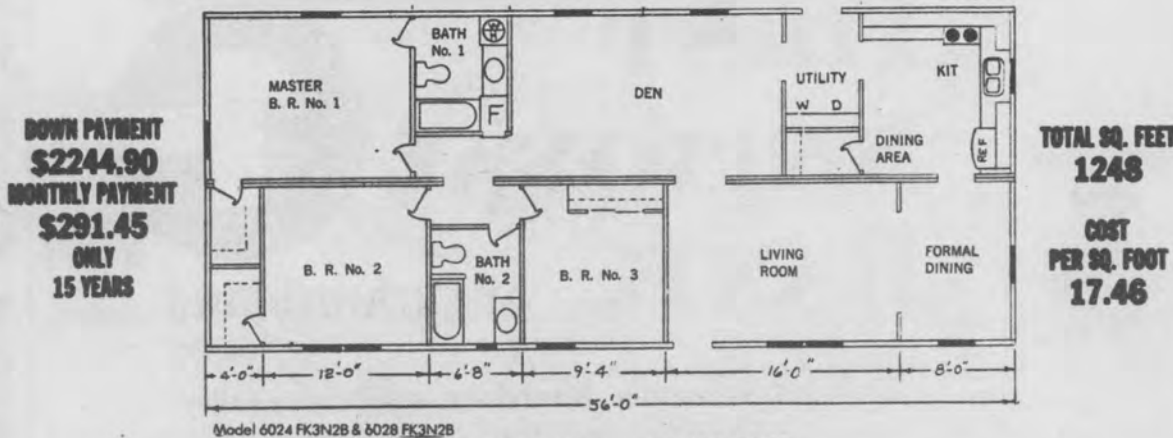 DOWN PAYMENT
$2244.90
MONTHLY PAYMENT
$291.45
ONLY
15 YEARS
MASTER
B. R. No. 1
BATH
No. 1
W
H
F
DEN
UTILITY
W D
KIT
DINING
AREA
REF
B. R. No. 2
BATH
No. 2
B. R. No. 3
LIVING
ROOM
FORMAL
DINING
4'-0" 12'-0" 6'-8" 9'-4" 16'-0" 8'-0"
56'-0"
Model 6024 FK3N2B & 6028 FK3N2B
TOTAL SQ. FEET
1248
COST
PER SQ. FOOT
17.46